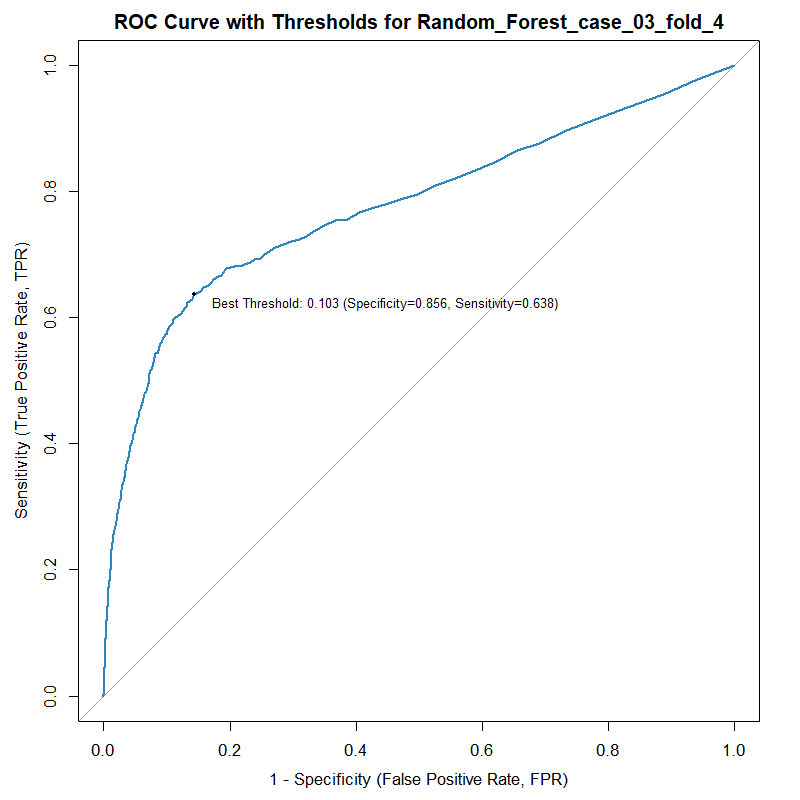 ROC Curve with Thresholds for Random_Forest_case_03_fold_4
Sensitivity (True Positive Rate, TPR)
1.0
0.8
0.6
0.4
0.2
0.0
Best Threshold: 0.103 (Specificity=0.856, Sensitivity=0.638)
0.0 0.2 0.4 0.6 0.8 1.0
1 - Specificity (False Positive Rate, FPR)